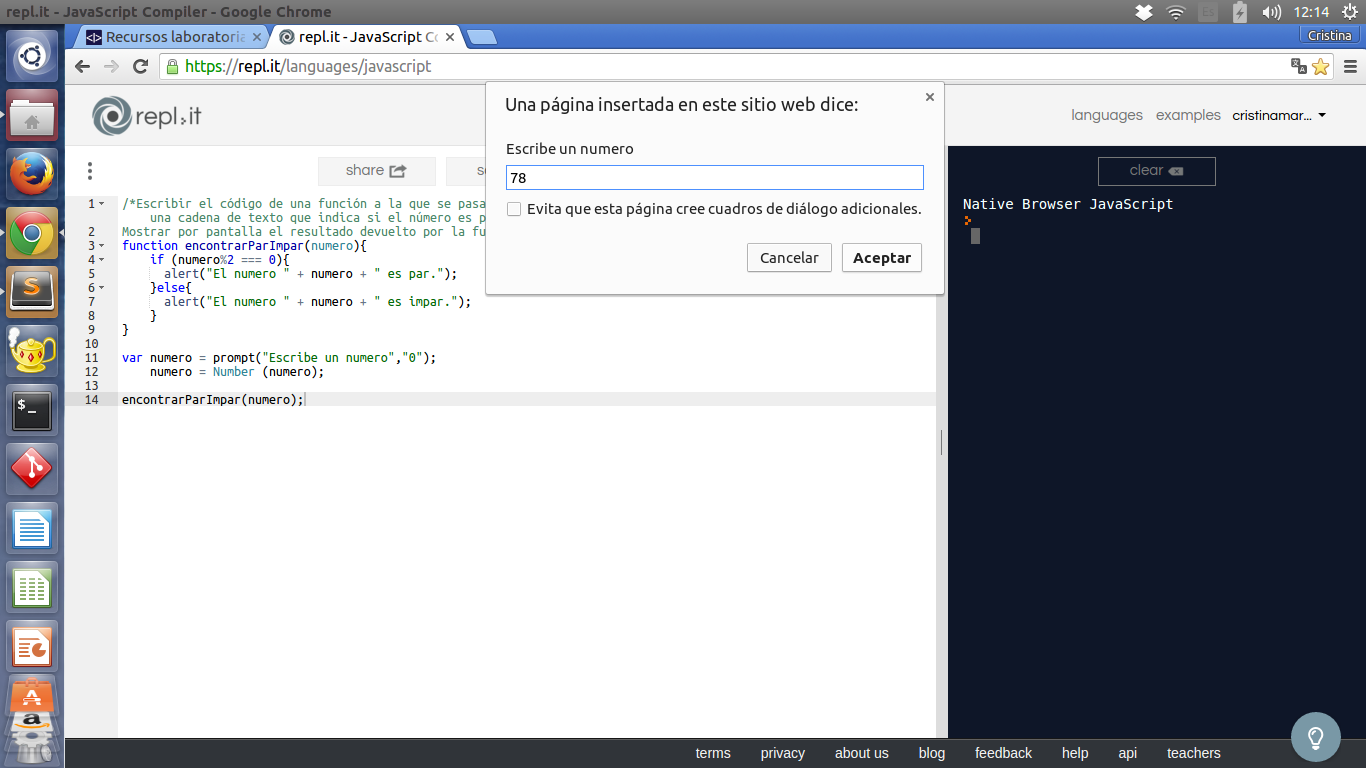 repl.it - JavaScript Compiler - Google Chrome
Es
12:14
Recursos laboratoria
repl.it - JavaScript Co
Cristina
https://repl.it/languages/javascript
repl.it
languages
examples
cristinamar...
Una página insertada en este sitio web dice:
Escribe un numero
78
Evita que esta página cree cuadros de diálogo adicionales.
Cancelar
Aceptar
share
clear
1 /*Escribir el código de una función a la que se pasa
una cadena de texto que indica si el número es p
2 Mostrar por pantalla el resultado devuelto por la fu
3 function encontrarParImpar(numero){
4 if (numero%2 === 0){
5 alert("El numero " + numero + " es par.");
6 }else{
7 alert("El numero " + numero + " es impar.");
8 }
9 }
10
11 var numero = prompt("Escribe un numero","0");
12 numero = Number (numero);
13
14 encontrarParImpar(numero);
Native Browser JavaScript
terms
privacy
about us
blog
feedback
help
api
teachers